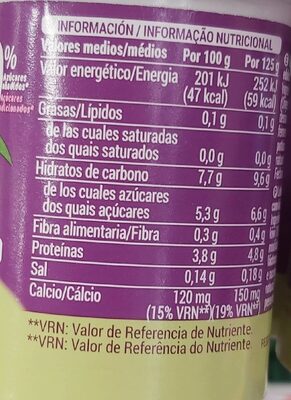 INFORMACIÓN / INFORMAÇÃO NUTRICIONAL
Valores medios/médios Por 100 g Por 125 g
Valor energético/Energia 201 kJ 252 kJ
(47 kcal) (59 kcal)
Grasas/Lípidos 0,1 g 0,1 g
de las cuales saturadas
dos quais saturados 0,0 g 0,0 g
Hidratos de carbono 7,7 g 9,6 g
de los cuales azúcares
dos quais açúcares 5,3 g 6,6 g
Fibra alimentaria/Fibra 0,3 g 0,4 g
Proteínas 3,8 g 4,8 g
Sal 0,14 g 0,18 g
Calcio/Cálcio 120 mg 150 mg
(15% VRN**) (19% VRN**)
**VRN: Valor de Referencia de Nutriente.
**VRN: Valor de Referência do Nutriente.
%